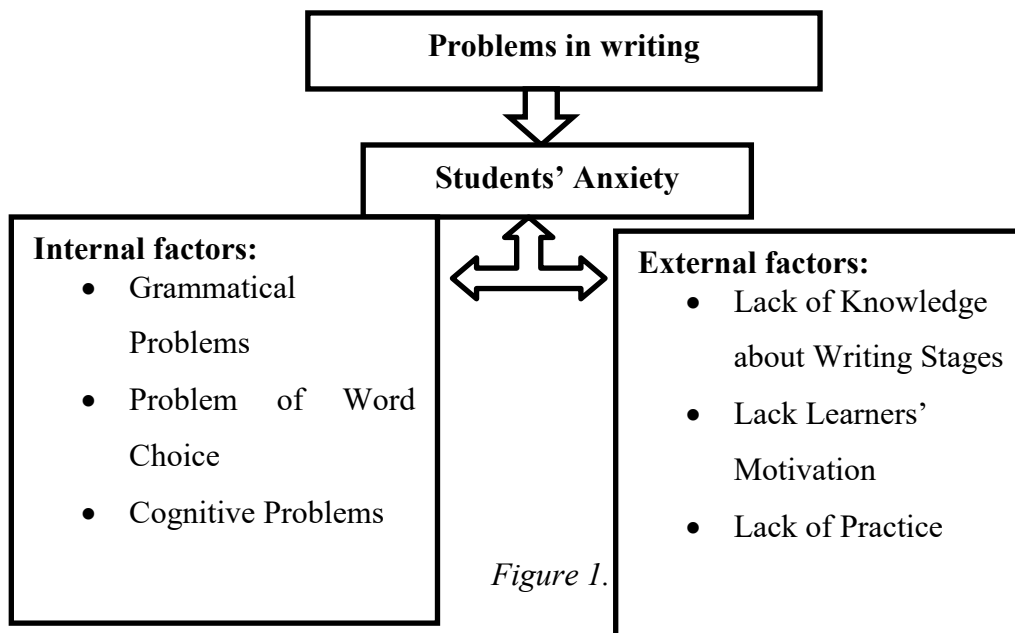 Problems in writing
Students’ Anxiety
Internal factors:
• Grammatical
Problems
• Problem of Word
Choice
• Cognitive Problems
External factors:
• Lack of Knowledge
about Writing Stages
• Lack Learners’
Motivation
• Lack of Practice
Figure 1.